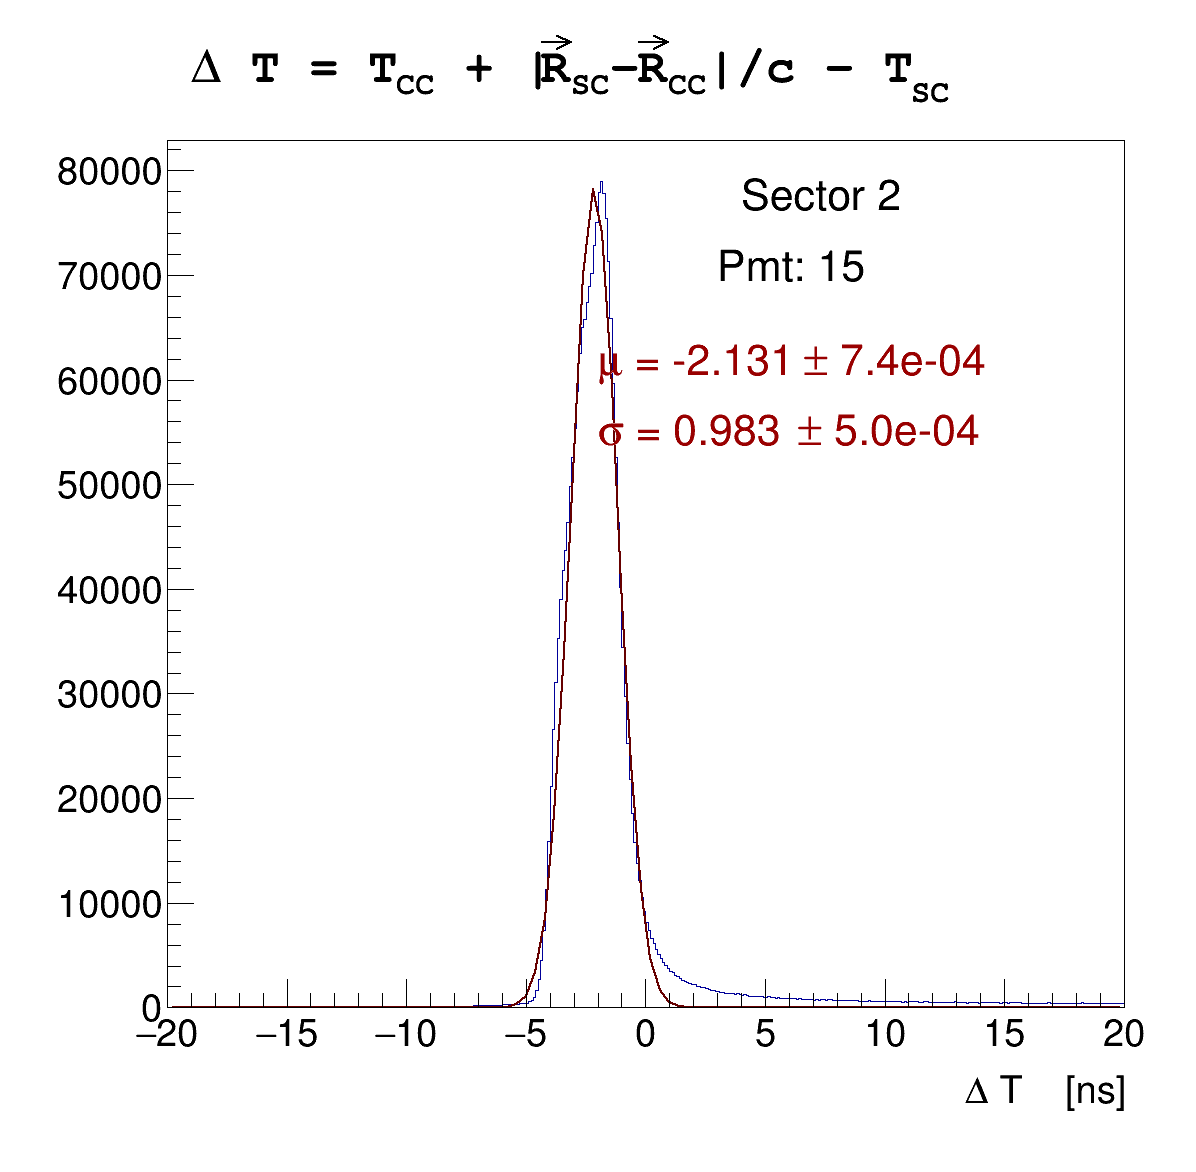 Δ T = T_CC + |R⃗_SC–R⃗_CC|/c - T_SC
80000
Sector 2
Pmt: 15
70000
μ = -2.131 ± 7.4e-04
60000
σ = 0.983 ± 5.0e-04
50000
40000
30000
20000
10000
0
−20 −15 −10 −5 0 5 10 15 20
Δ T [ns]